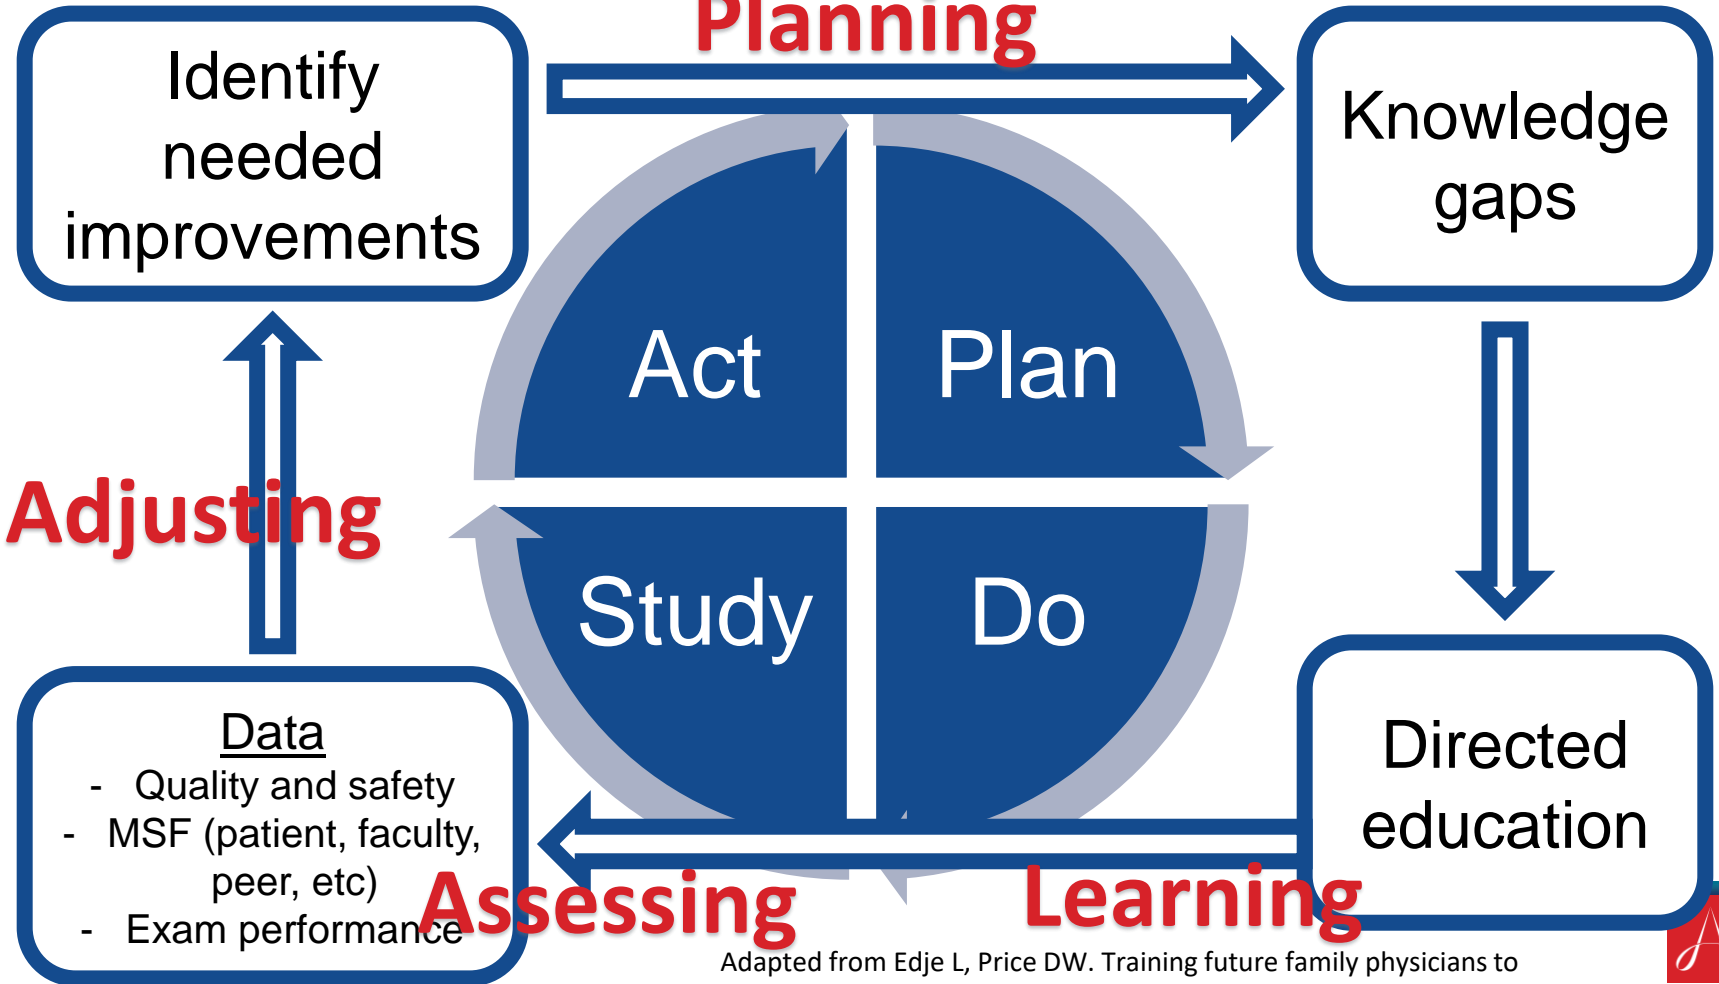 Planning
Identify
needed
improvements
Knowledge
gaps
Act
Plan
Adjusting
Study
Do
Data
- Quality and safety
- MSF (patient, faculty,
peer, etc)
- Exam performance
Directed
education
Assessing
Learning
Adapted from Edje L, Price DW. Training future family physicians to